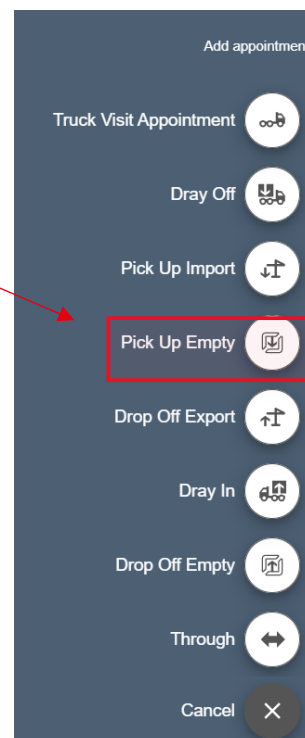 Add appointmen
Truck Visit Appointment
Dray Off
Pick Up Import
Pick Up Empty
Drop Off Export
Dray In
Drop Off Empty
Through
Cancel